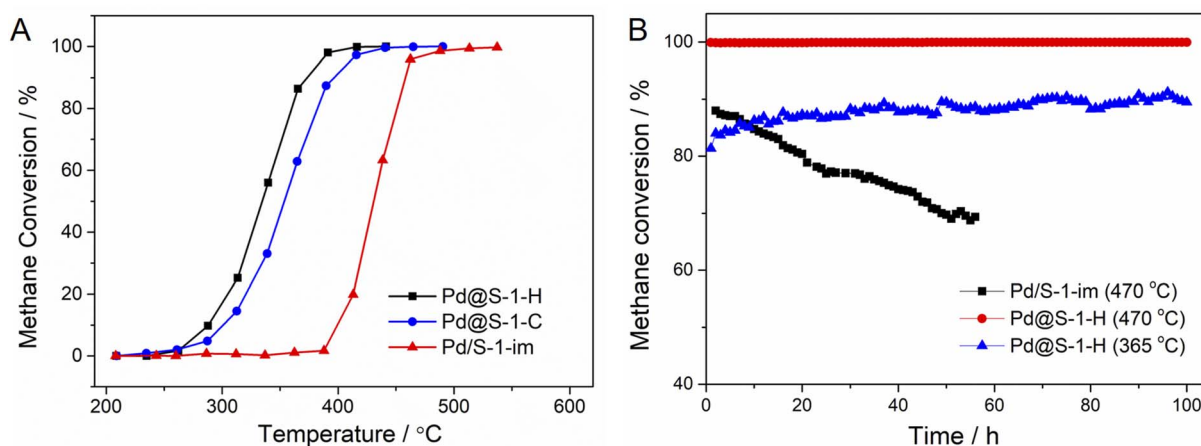 A
Methane Conversion / %
100
80
60
40
20
0
Pd@S-1-H
Pd@S-1-C
Pd/S-1-im
200
300
400
500
600
Temperature / °C
B
Methane conversion / %
100
80
60
40
Pd/S-1-im (470 °C)
Pd@S-1-H (470 °C)
Pd@S-1-H (365 °C)
0
20
40
60
80
100
Time / h